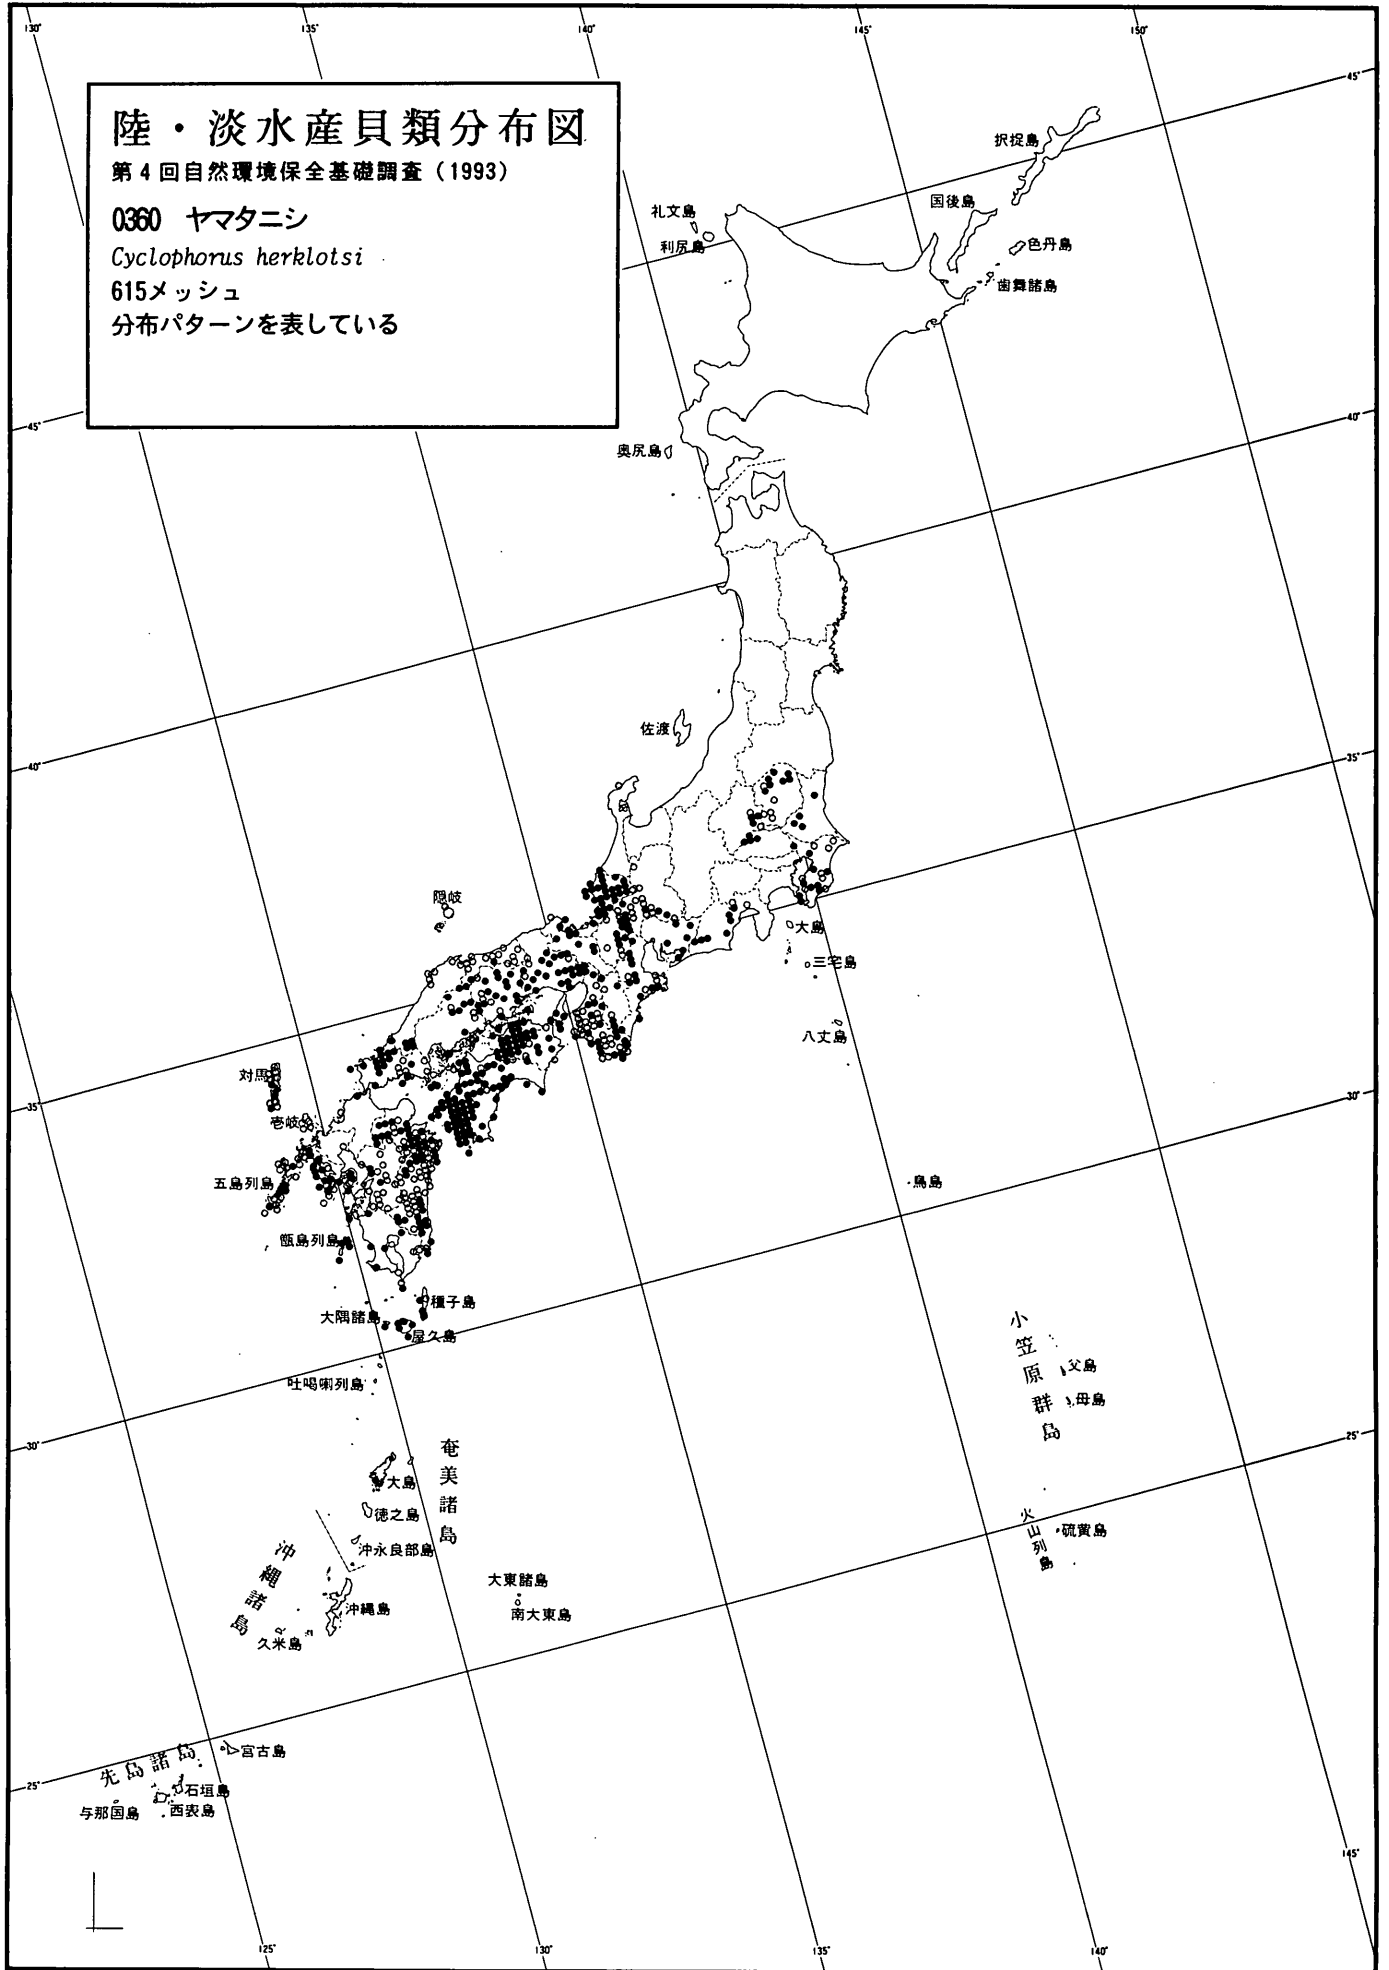 130°
135°
140°
145°
150°
陸・淡水産貝類分布図
第4回自然環境保全基礎調査(1993)
0360 ヤマタニシ
Cyclophorus herklotsi
615メッシュ
分布パターンを表している
45°
択捉島
国後島
礼文島
利尻島
色丹島
歯舞諸島
40°
45°
奥尻島
佐渡
35°
40°
隠岐
大島
三宅島
八丈島
対馬
35°
壱岐
30°
五島列島
鳥島
甑島列島
種子島
大隅諸島
屋久島
吐噶喇列島
小笠原群島
父島
母島
25°
30°
奄美諸島
大島
徳之島
沖永良部島
火山列島
硫黄島
沖縄諸島
大東諸島
南大東島
沖縄島
久米島
先島諸島
宮古島
25°
石垣島
与那国島
西表島
145°
125°
130°
135°
140°